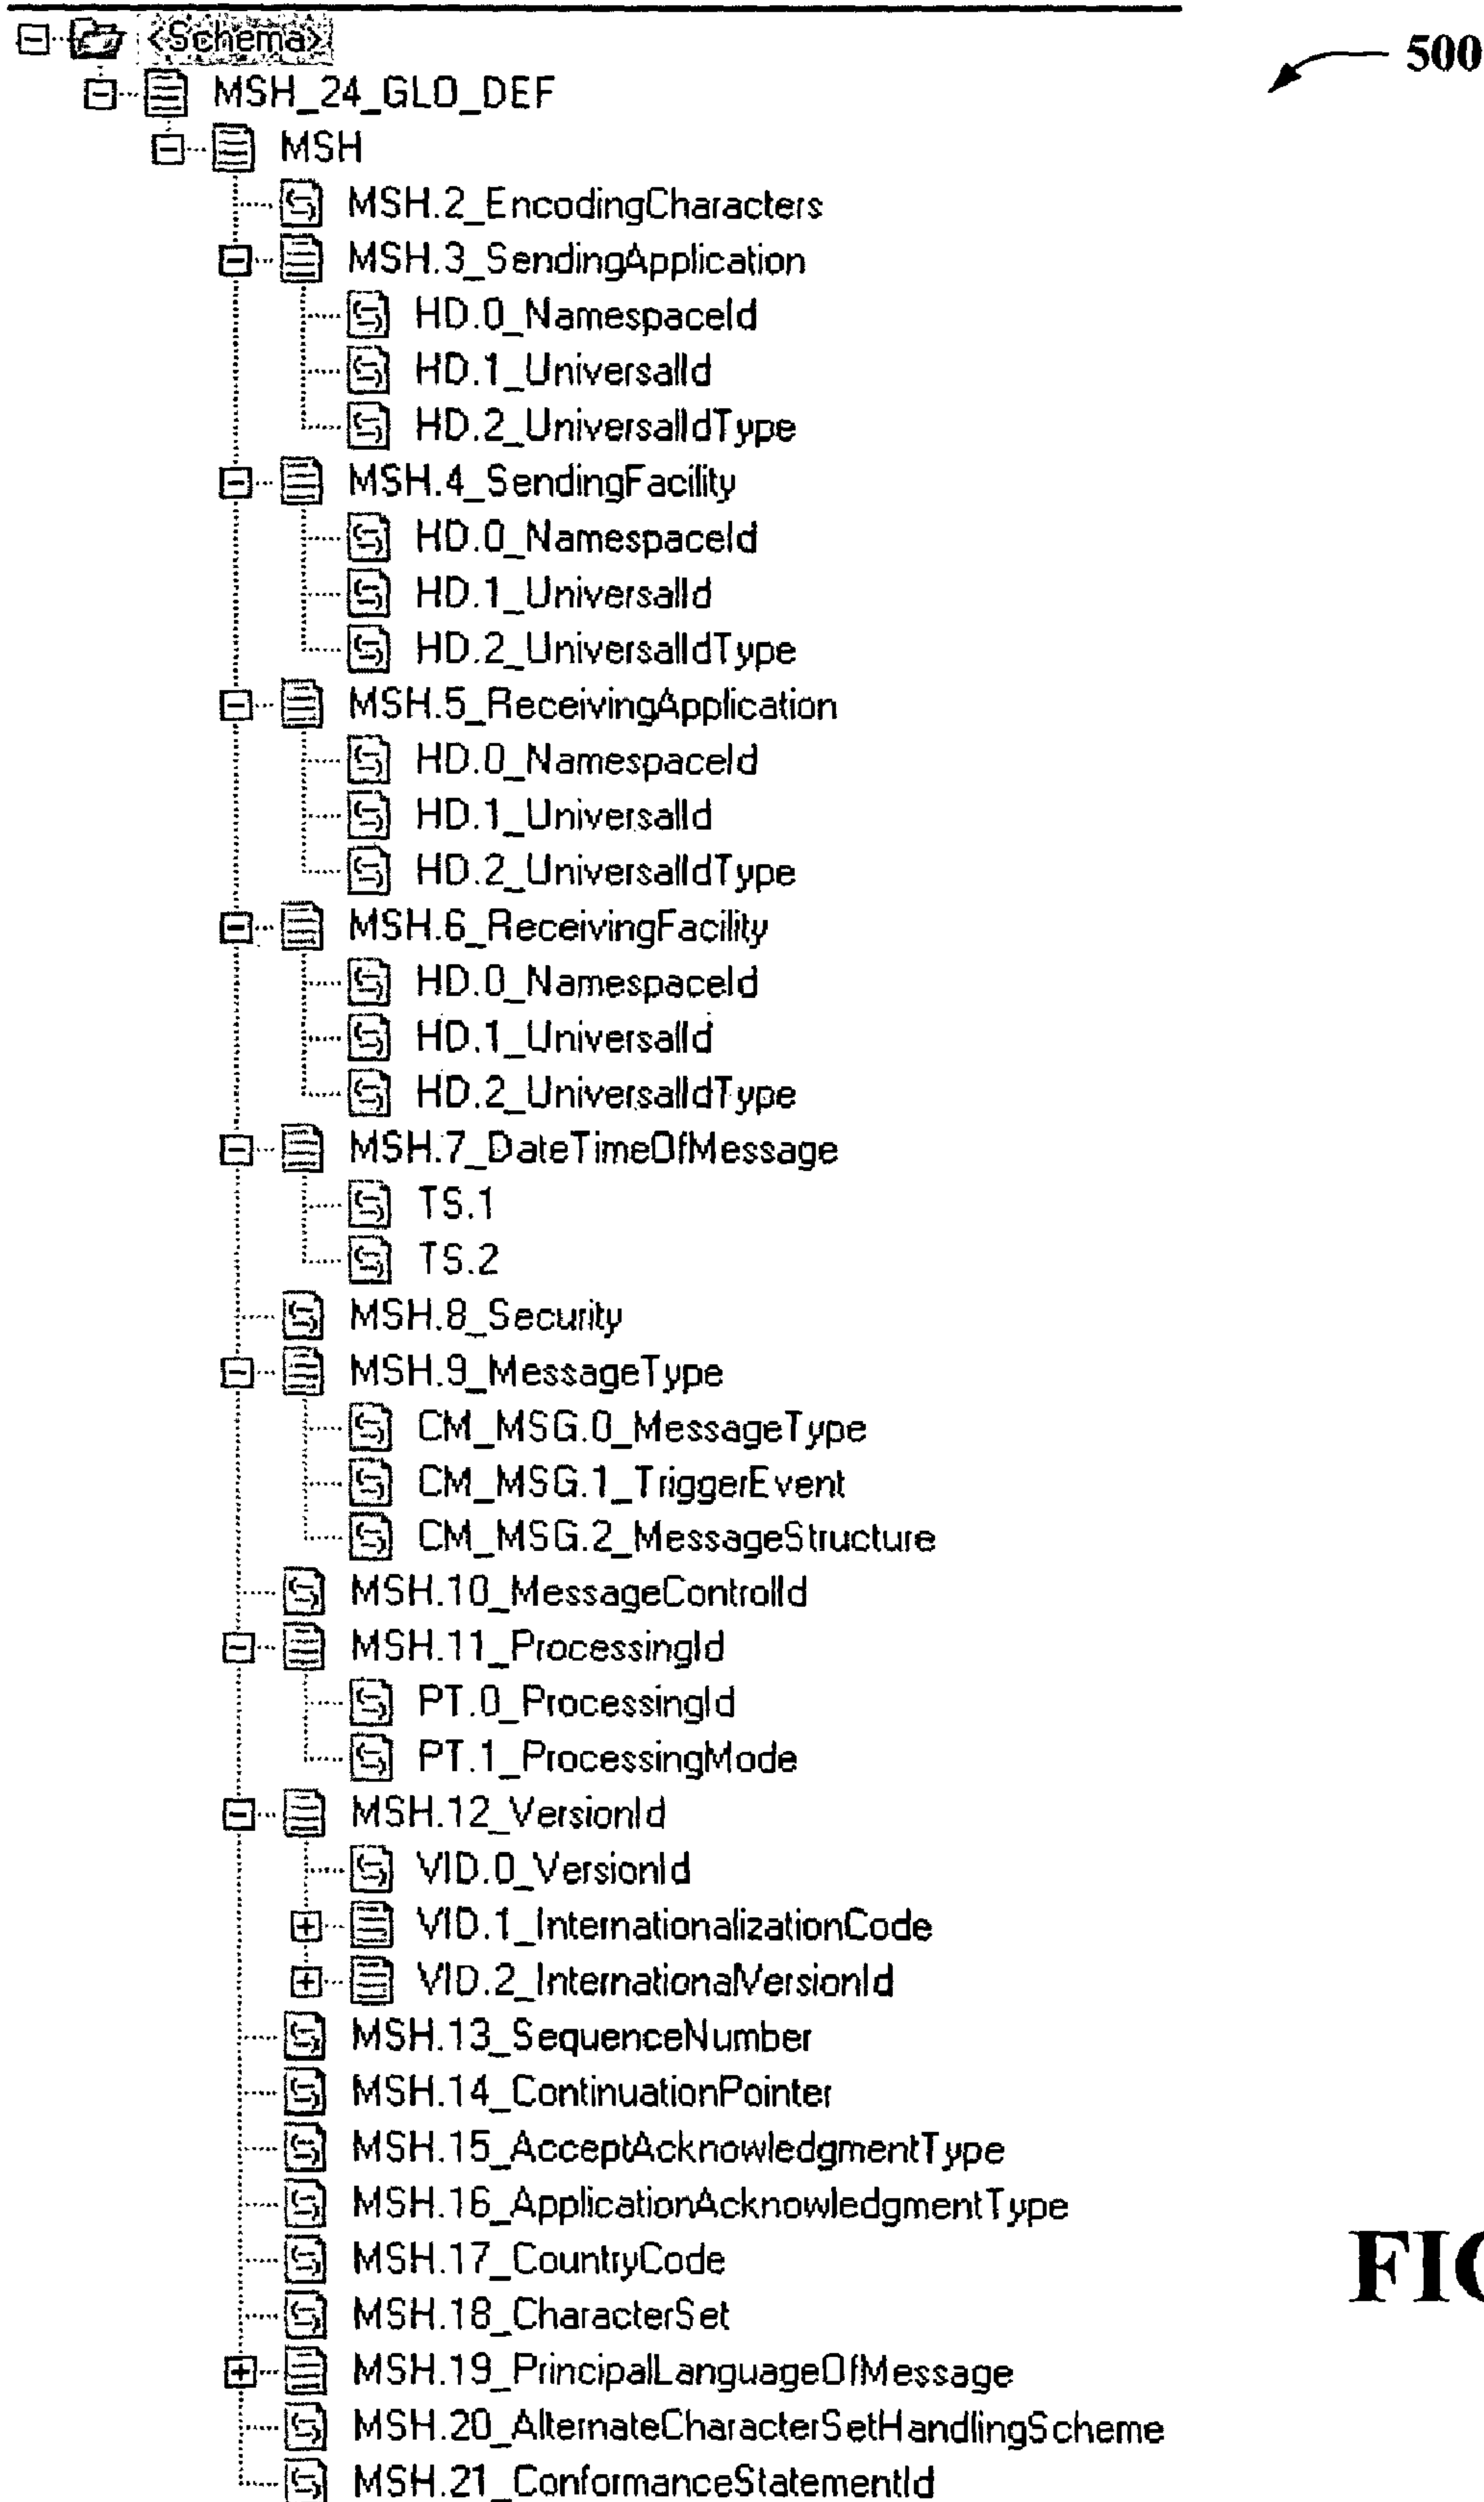 <Schema>
500
MSH_24_GLO_DEF
MSH
MSH.2_EncodingCharacters
MSH.3_SendingApplication
HD.0_NamespaceId
HD.1_UniversalId
HD.2_UniversalIdType
MSH.4_SendingFacility
HD.0_NamespaceId
HD.1_UniversalId
HD.2_UniversalIdType
MSH.5_ReceivingApplication
HD.0_NamespaceId
HD.1_UniversalId
HD.2_UniversalIdType
MSH.6_ReceivingFacility
HD.0_NamespaceId
HD.1_UniversalId
HD.2_UniversalIdType
MSH.7_DateTimeOfMessage
TS.1
TS.2
MSH.8_Security
MSH.9_MessageType
CM_MSG.0_MessageType
CM_MSG.1_TriggerEvent
CM_MSG.2_MessageStructure
MSH.10_MessageControlId
MSH.11_ProcessingId
PT.0_ProcessingId
PT.1_ProcessingMode
MSH.12_VersionId
VID.0_VersionId
VID.1_InternationalizationCode
VID.2_InternationalVersionId
MSH.13_SequenceNumber
MSH.14_ContinuationPointer
MSH.15_AcceptAcknowledgmentType
MSH.16_ApplicationAcknowledgmentType
MSH.17_CountryCode
FI
MSH.18_CharacterSet
MSH.19_PrincipalLanguageOfMessage
MSH.20_AlternateCharacterSetHandlingScheme
MSH.21_ConformanceStatementId